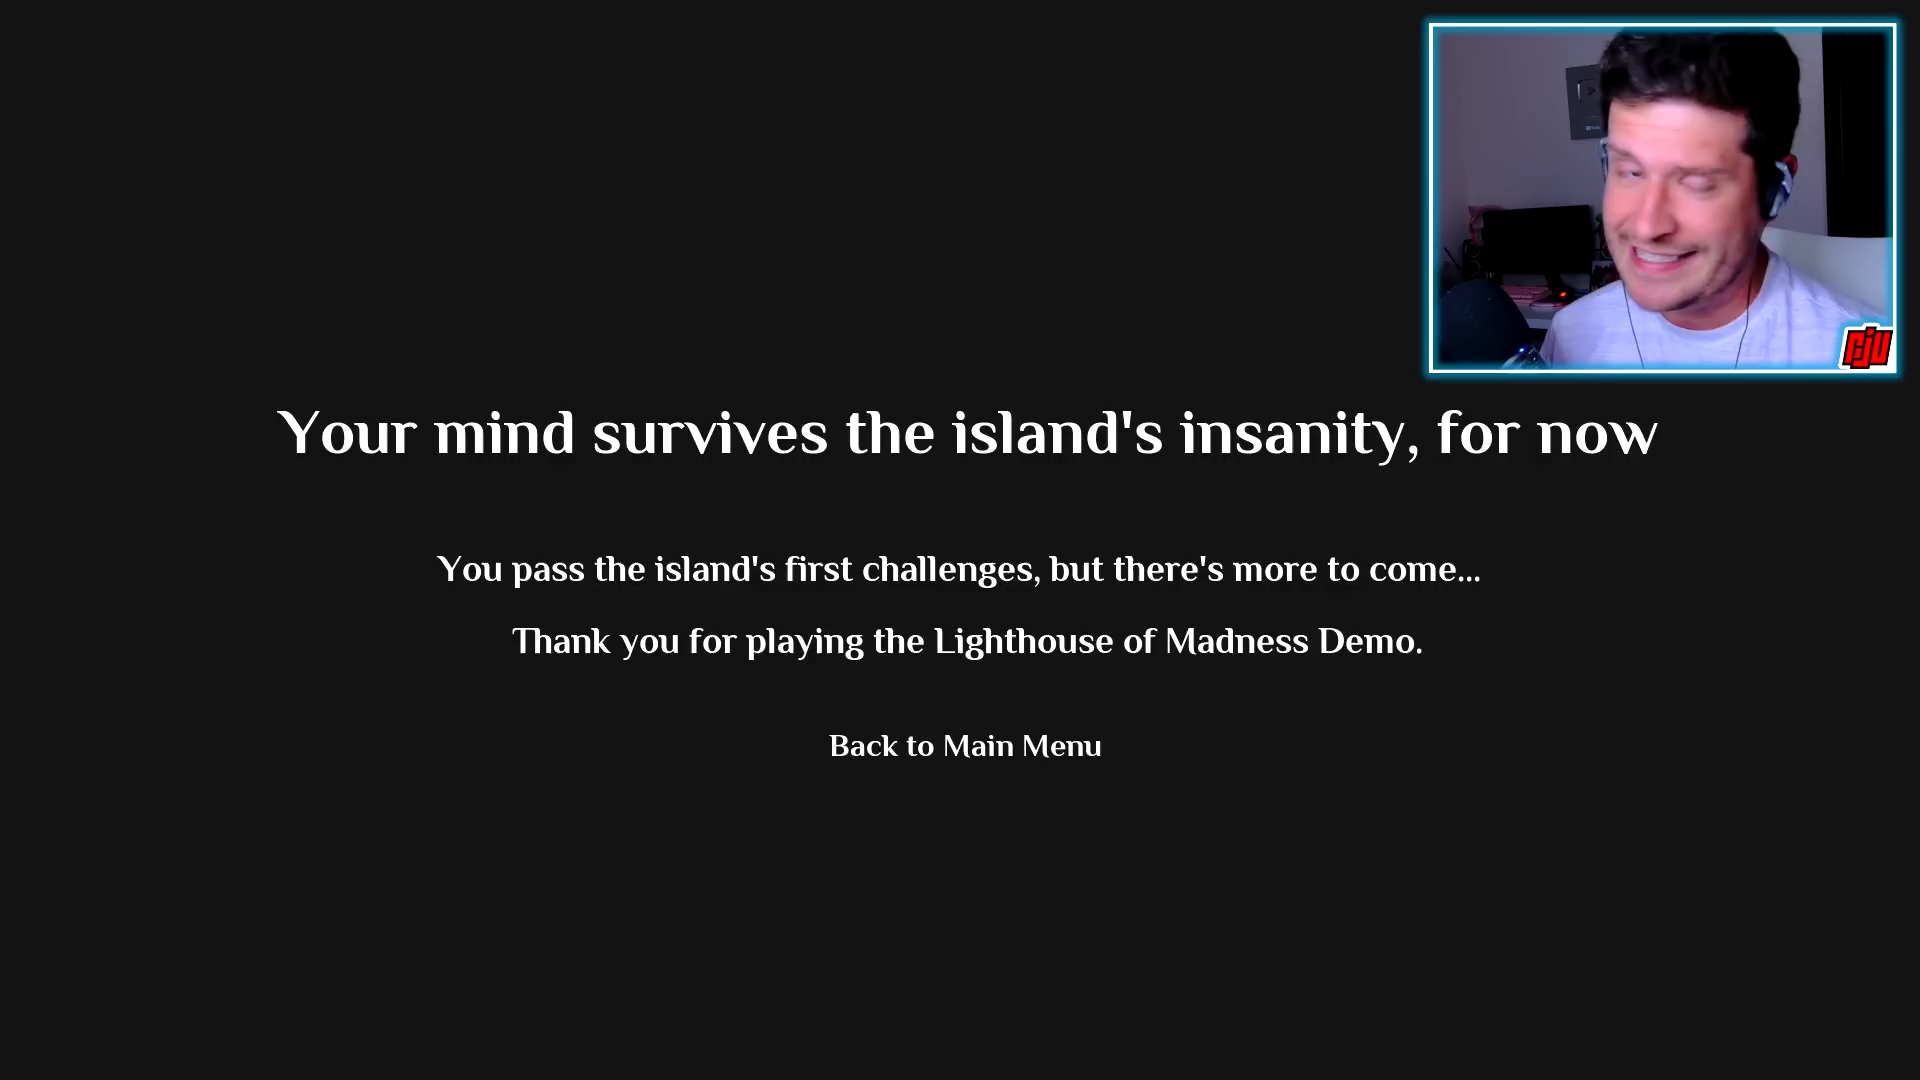 cju
Your mind survives the island's insanity, for now
You pass the island's first challenges, but there's more to come...
Thank you for playing the Lighthouse of Madness Demo.
Back to Main Menu